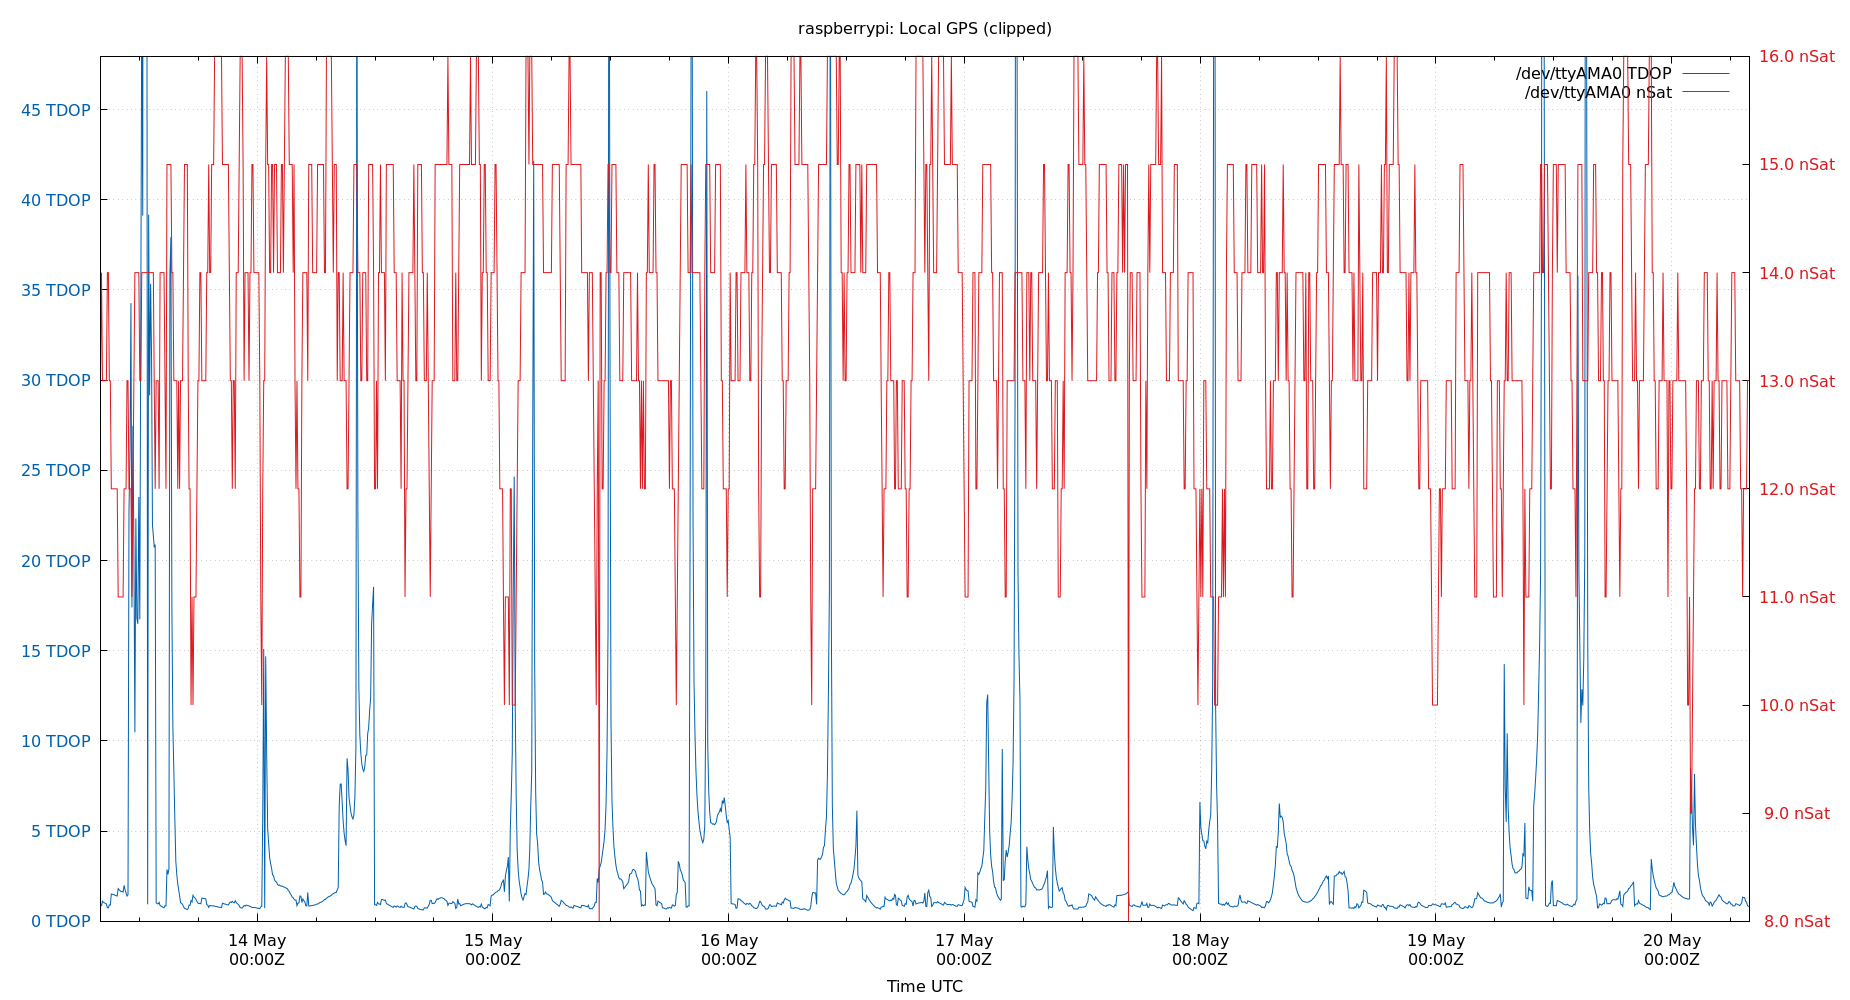 raspberrypi: Local GPS (clipped)
/dev/ttyAMA0 TDOP
/dev/ttyAMA0 nSat
45 TDOP
40 TDOP
35 TDOP
30 TDOP
25 TDOP
20 TDOP
15 TDOP
10 TDOP
5 TDOP
0 TDOP
16.0 nSat
15.0 nSat
14.0 nSat
13.0 nSat
12.0 nSat
11.0 nSat
10.0 nSat
9.0 nSat
8.0 nSat
14 May
00:00Z
15 May
00:00Z
16 May
00:00Z
17 May
00:00Z
18 May
00:00Z
19 May
00:00Z
20 May
00:00Z
Time UTC